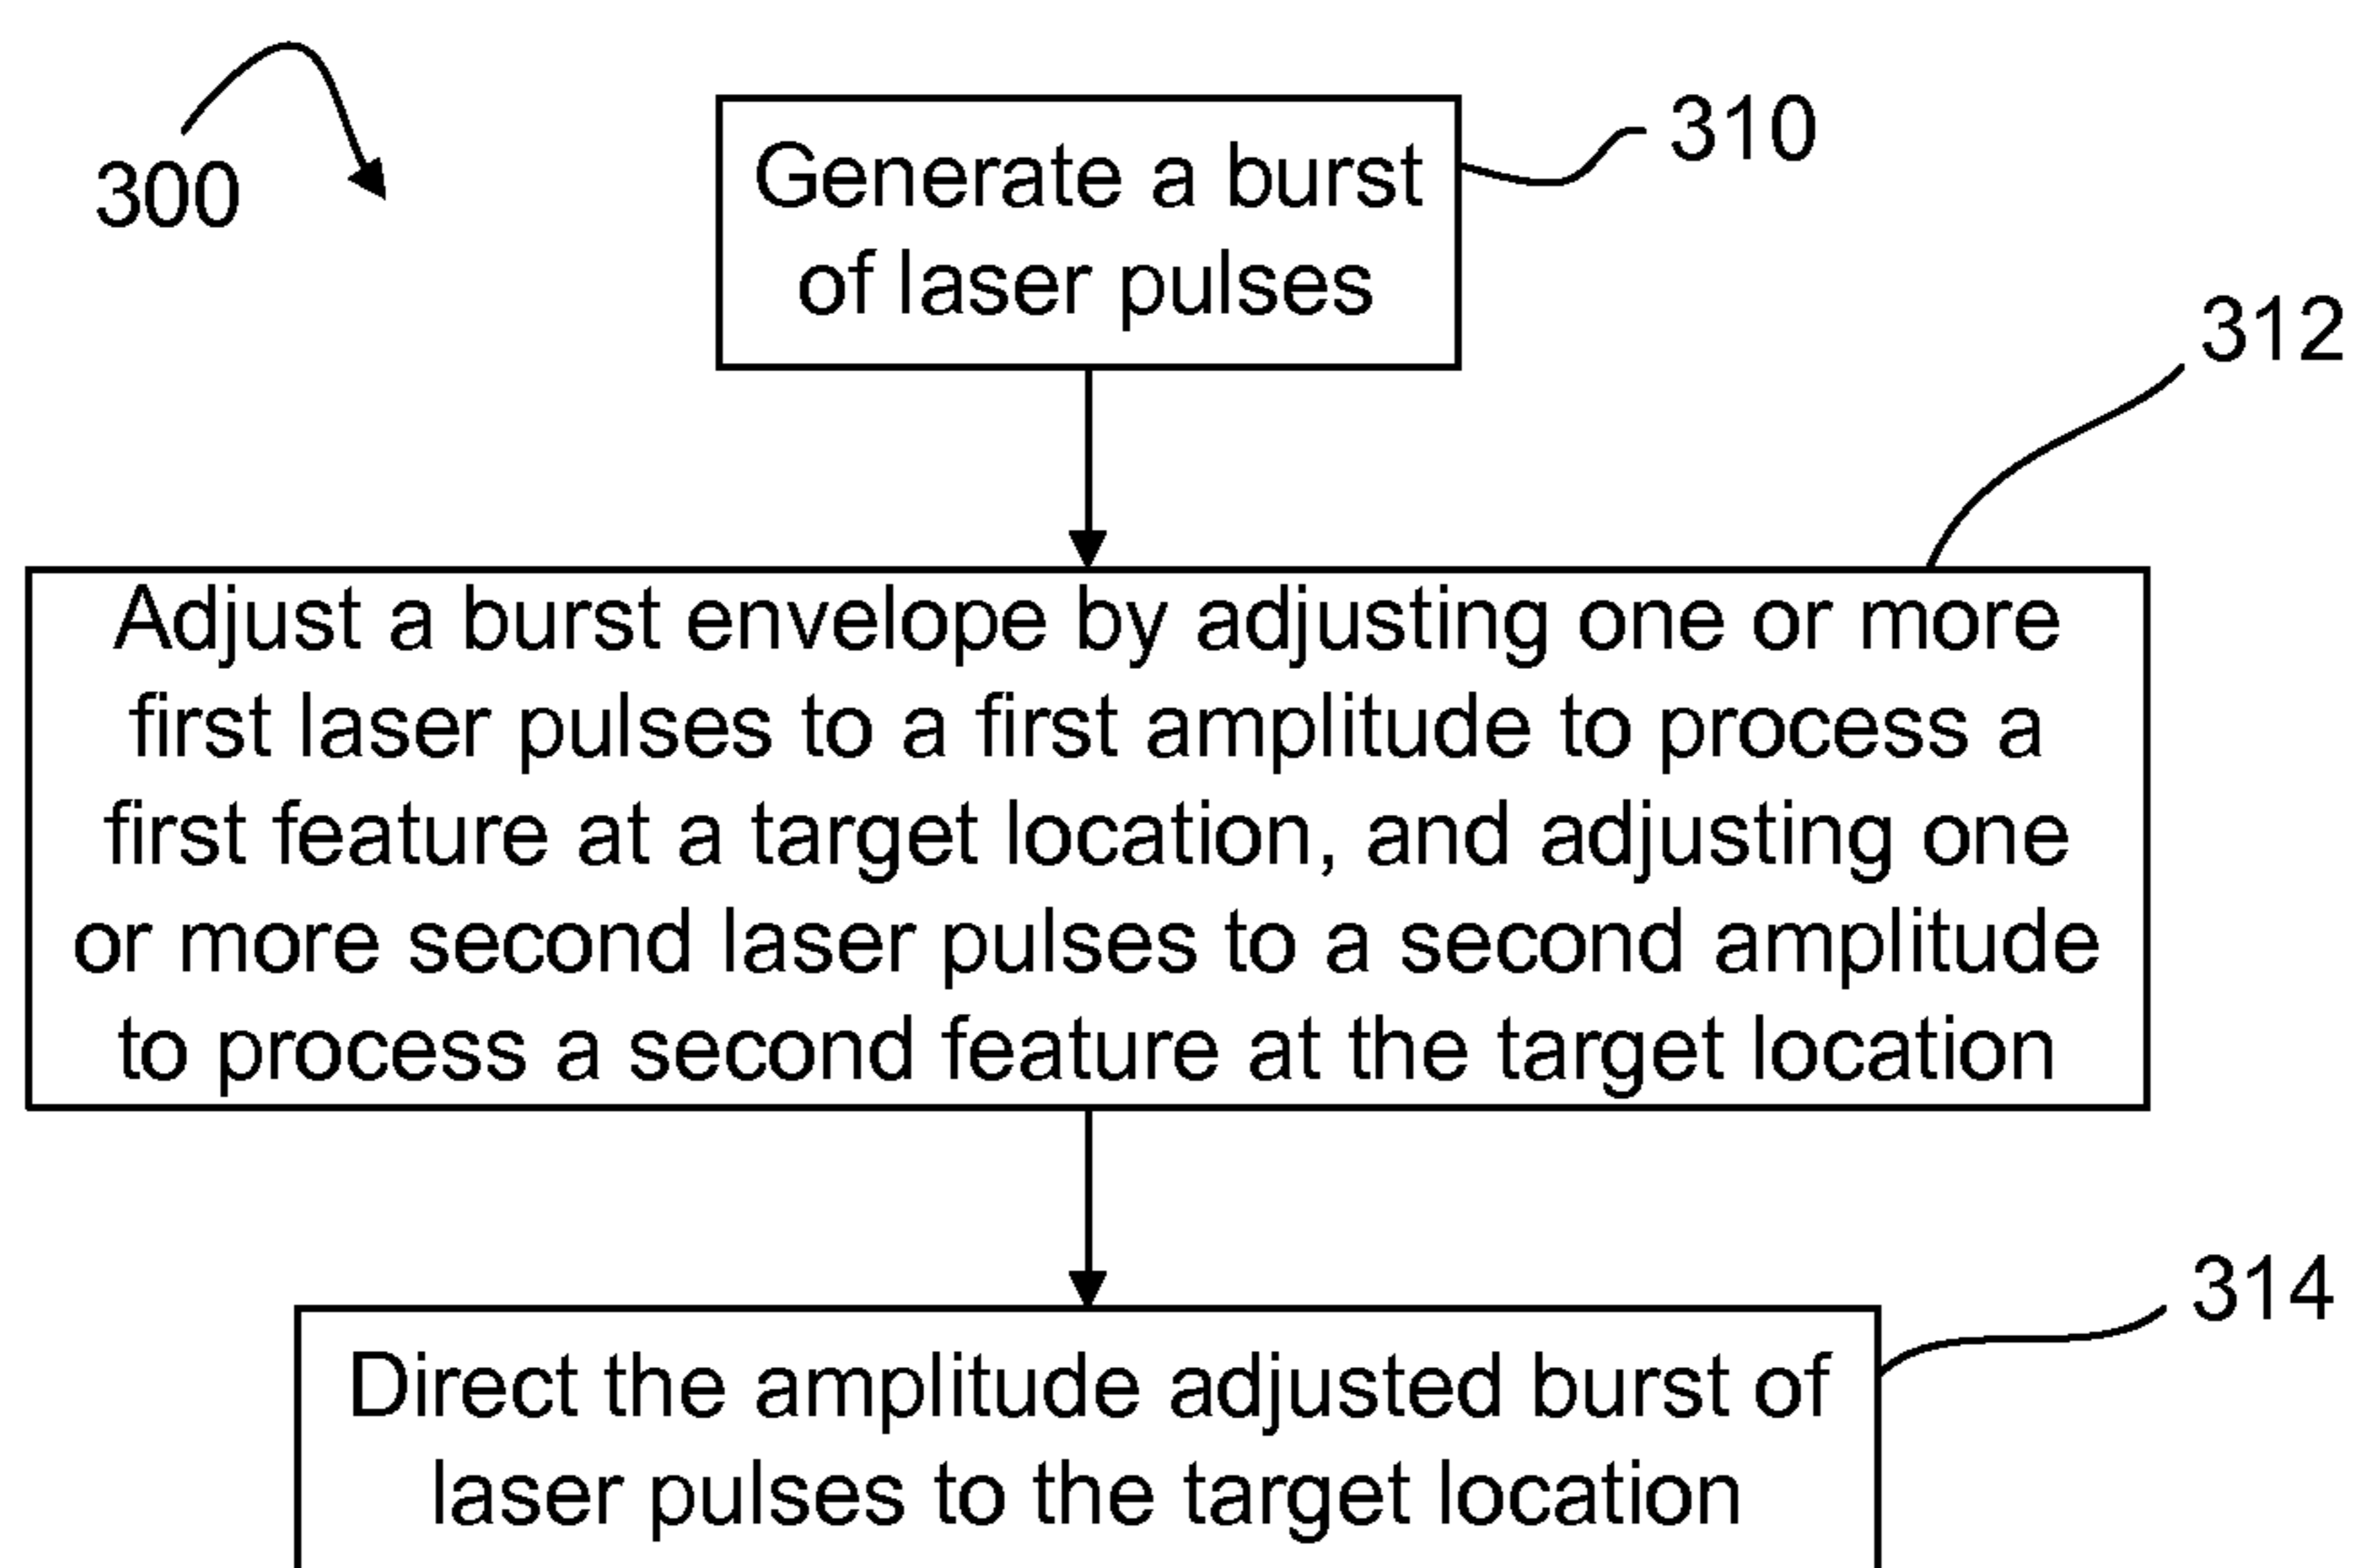 300
310
Generate a burst
of laser pulses
312
Adjust a burst envelope by adjusting one or more
first laser pulses to a first amplitude to process a
first feature at a target location, and adjusting one
or more second laser pulses to a second amplitude
to process a second feature at the target location
314
Direct the amplitude adjusted burst of
laser pulses to the target location